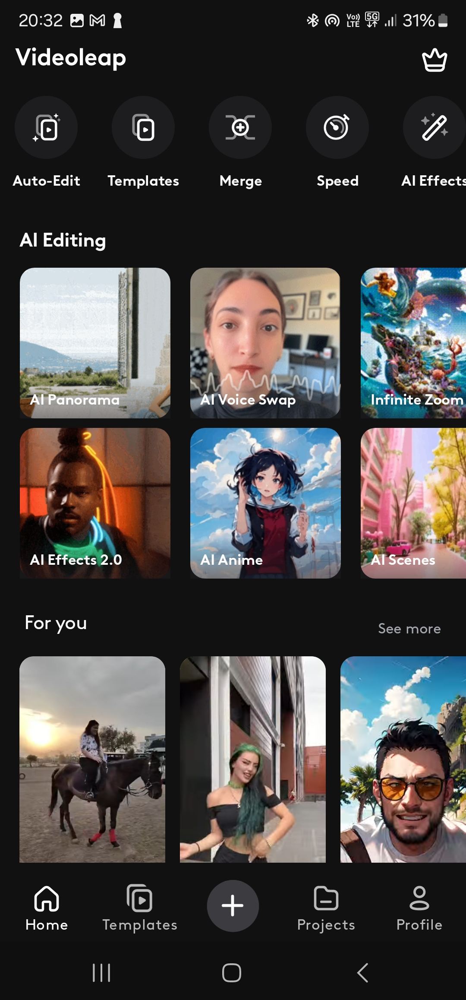 20:32 Vo)) LTE 5G 31%
Videoleap
Auto-Edit Templates Merge Speed AI Effects
AI Editing
AI Panorama AI Voice Swap Infinite Zoom
AI Effects 2.0 AI Anime AI Scenes
For you
See more
Home Templates Projects Profile